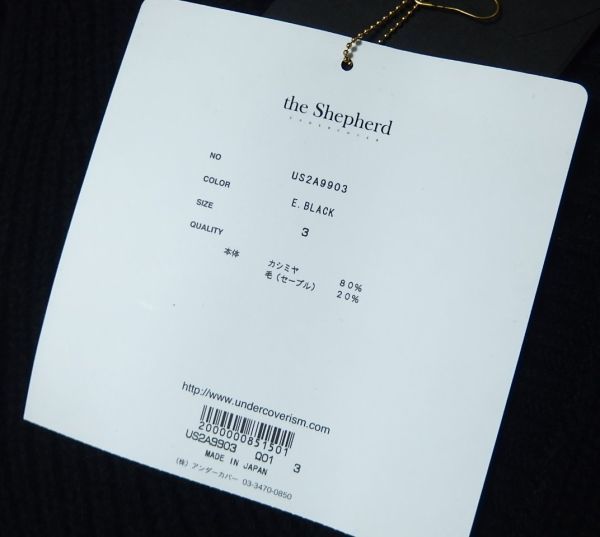 the Shepherd
UNDERCOVER
NO US2A9903
COLOR E.BLACK
SIZE 3
QUALITY
本体 カシミヤ 80%
毛(セーブル) 20%
http://www.undercoverism.com
2000000851501
US2A9903 Q01 3
MADE IN JAPAN
(株) アンダーカバー 03-3470-0850